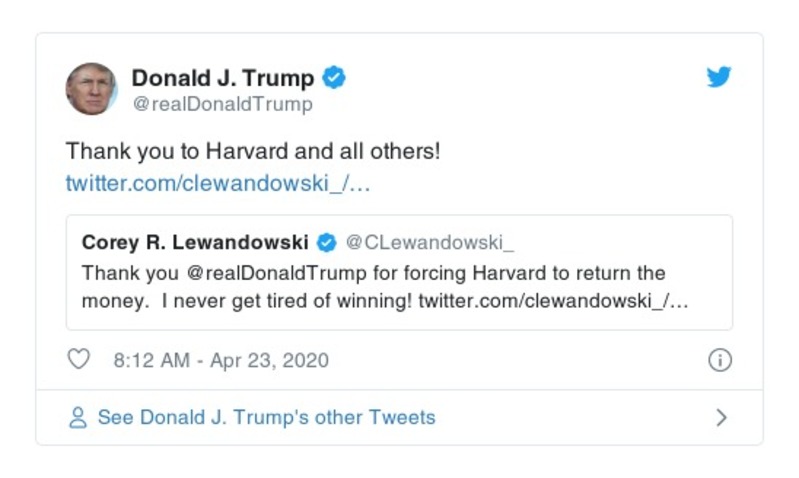 Donald J. Trump
@realDonaldTrump
Thank you to Harvard and all others!
twitter.com/clewandowski_/…
Corey R. Lewandowski @CLewandowski_
Thank you @realDonaldTrump for forcing Harvard to return the
money.  I never get tired of winning! twitter.com/clewandowski_/…
8:12 AM - Apr 23, 2020
See Donald J. Trump's other Tweets